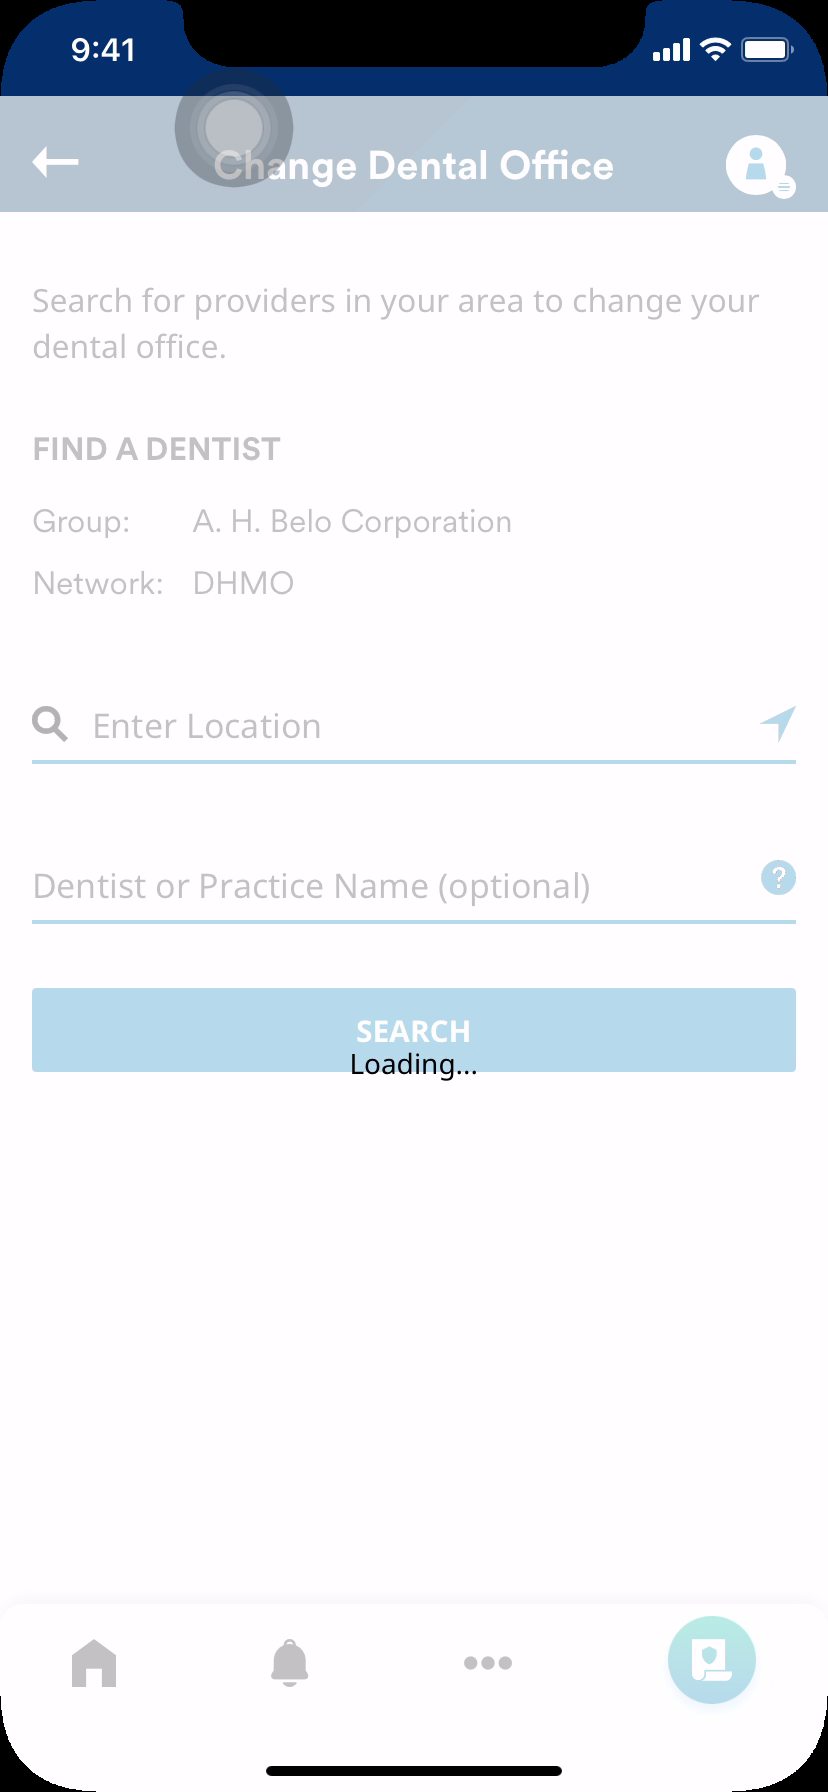 9:41
Change Dental Office
Search for providers in your area to change your
dental office.
FIND A DENTIST
Group: A. H. Belo Corporation
Network: DHMO
Enter Location
Dentist or Practice Name (optional)
?
SEARCH
Loading...